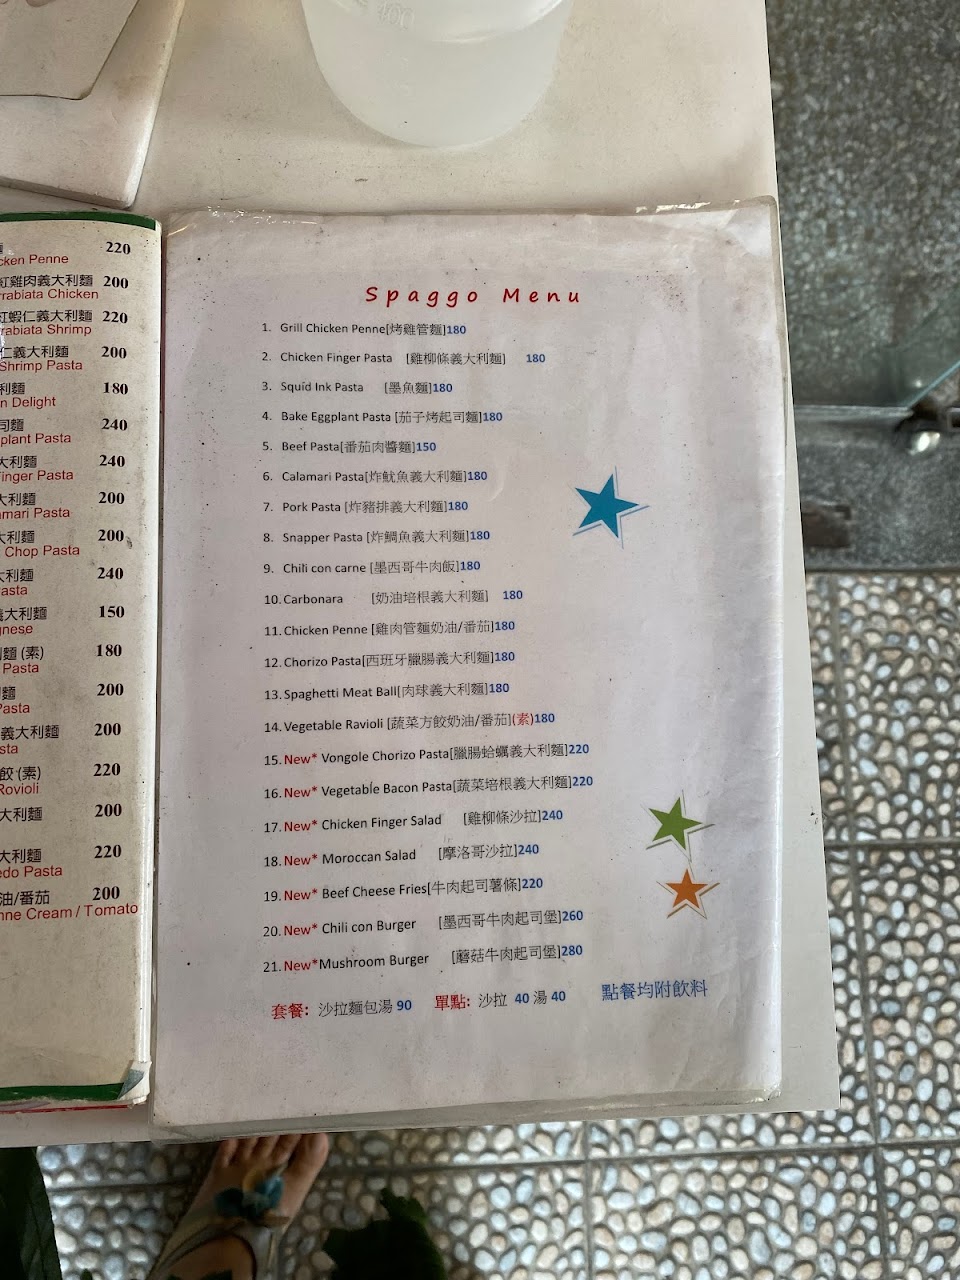 220
cken Penne
紅雞肉義大利麵 200
rrabiata Chicken
紅蝦仁義大利麵 220
rabiata Shrimp
仁義大利麵 200
Shrimp Pasta
利麵 180
n Delight
司麵 240
plant Pasta
大利麵 240
Finger Pasta
大利麵 200
amari Pasta
大利麵 200
Chop Pasta
大利麵 240
asta
義大利麵 150
gnese
麵 (素) 180
Pasta
麵 200
Pasta
義大利麵 200
sta
餃 (素) 220
Rovioli
大利麵 200
大利麵 220
edo Pasta
油/番茄 200
nne Cream / Tomato
Spaggo Menu
1. Grill Chicken Penne[烤雞管麵]180
2. Chicken Finger Pasta [雞柳條義大利麵] 180
3. Squid Ink Pasta [墨魚麵]180
4. Bake Eggplant Pasta [茄子烤起司麵]180
5. Beef Pasta[番茄肉醬麵]150
6. Calamari Pasta[炸魷魚義大利麵]180
7. Pork Pasta [炸豬排義大利麵]180
8. Snapper Pasta [炸鯛魚義大利麵]180
9. Chili con carne [墨西哥牛肉飯]180
10. Carbonara [奶油培根義大利麵] 180
11. Chicken Penne [雞肉管麵奶油/番茄]180
12. Chorizo Pasta[西班牙臘腸義大利麵]180
13. Spaghetti Meat Ball[肉球義大利麵]180
14. Vegetable Ravioli [蔬菜方餃奶油/番茄](素)180
15. New* Vongole Chorizo Pasta[臘腸蛤蠣義大利麵]220
16. New* Vegetable Bacon Pasta[蔬菜培根義大利麵]220
17. New* Chicken Finger Salad [雞柳條沙拉]240
18. New* Moroccan Salad [摩洛哥沙拉]240
19. New* Beef Cheese Fries[牛肉起司薯條]220
20. New* Chili con Burger [墨西哥牛肉起司堡]260
21. New*Mushroom Burger [蘑菇牛肉起司堡]280
套餐: 沙拉麵包湯 90 單點: 沙拉 40 湯 40 點餐均附飲料